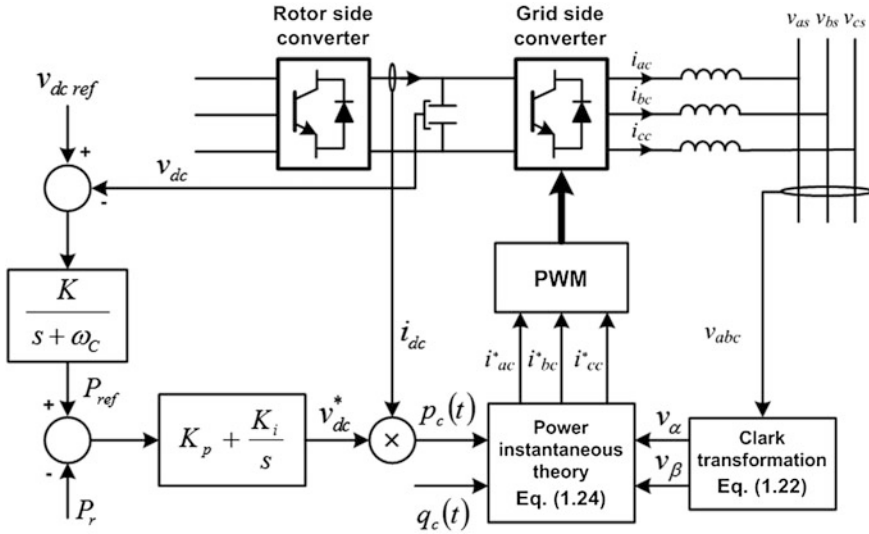 Rotor side
converter
Grid side
converter
v_as v_bs v_cs
v_dc ref
i_ac
i_bc
i_cc
+
v_dc
-
PWM
K
s + ω_C
i_dc
v_abc
i*_ac i*_bc i*_cc
P_ref
+
K_p + K_i
s
v*_dc
×
p_c(t)
Power
instantaneous
theory
Eq. (1.24)
v_α
v_β
Clark
transformation
Eq. (1.22)
-
P_r
q_c(t)